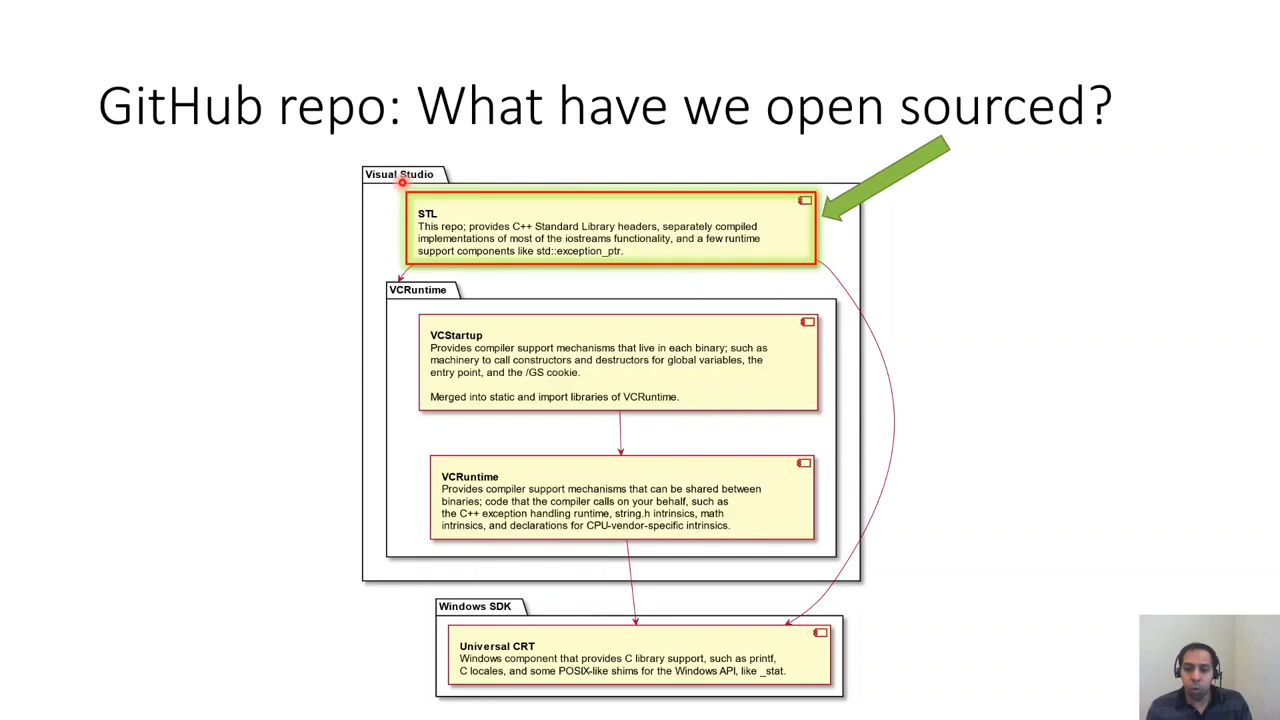 GitHub repo: What have we open sourced?
Visual Studio
STL
This repo; provides C++ Standard Library headers, separately compiled
implementations of most of the iostreams functionality, and a few runtime
support components like std::exception_ptr.
VCRuntime
VCStartup
Provides compiler support mechanisms that live in each binary; such as
machinery to call constructors and destructors for global variables, the
entry point, and the /GS cookie.
Merged into static and import libraries of VCRuntime.
VCRuntime
Provides compiler support mechanisms that can be shared between
binaries; code that the compiler calls on your behalf, such as
the C++ exception handling runtime, string.h intrinsics, math
intrinsics, and declarations for CPU-vendor-specific intrinsics.
Windows SDK
Universal CRT
Windows component that provides C library support, such as printf,
C locales, and some POSIX-like shims for the Windows API, like _stat.